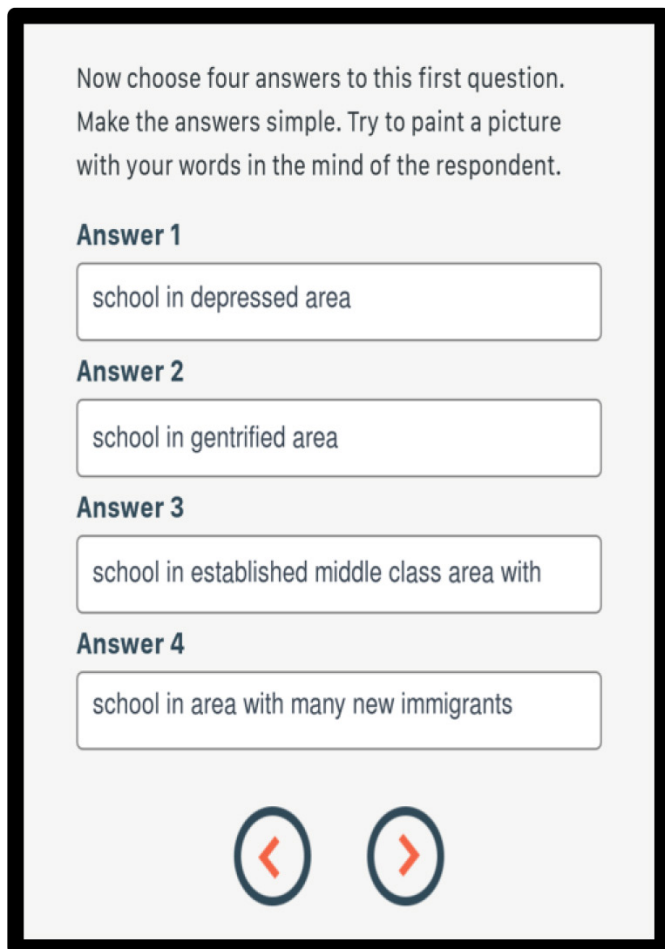 Now choose four answers to this first question.
Make the answers simple. Try to paint a picture
with your words in the mind of the respondent.
Answer 1
school in depressed area
Answer 2
school in gentrified area
Answer 3
school in established middle class area with
Answer 4
school in area with many new immigrants